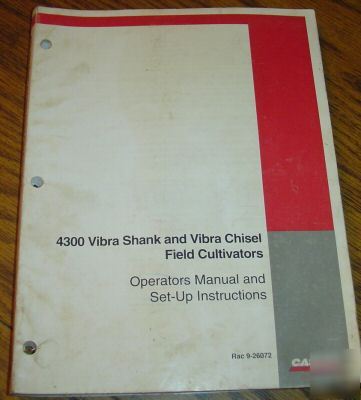 4300 Vibra Shank and Vibra Chisel
Field Cultivators
Operators Manual and
Set-Up Instructions
Rac 9-26072